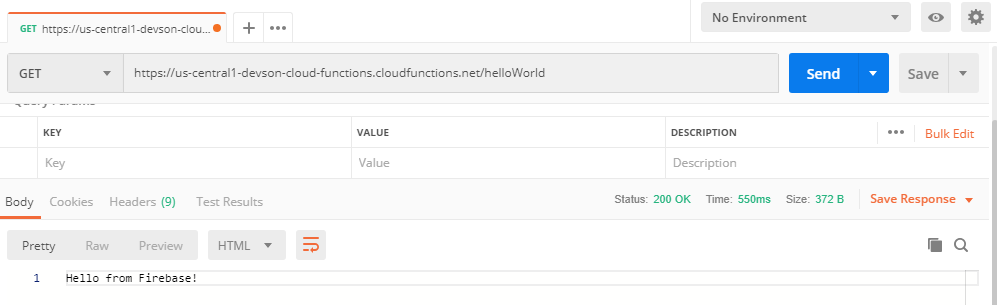 GET https://us-central1-devson-clou...
No Environment
GET https://us-central1-devson-cloud-functions.cloudfunctions.net/helloWorld Send Save
Query Params
KEY VALUE DESCRIPTION Bulk Edit
Key Value Description
Body Cookies Headers (9) Test Results Status: 200 OK Time: 550ms Size: 372 B Save Response
Pretty Raw Preview HTML
1 Hello from Firebase!